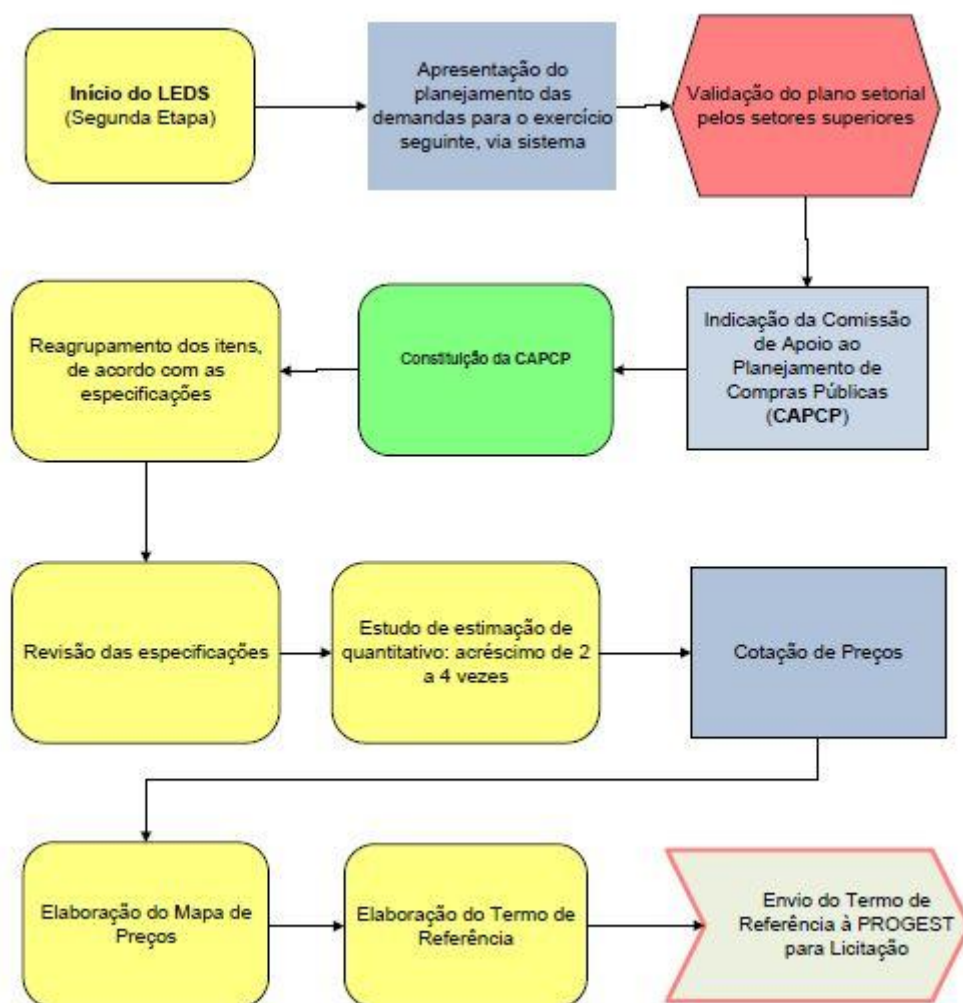 Início do LEDS
(Segunda Etapa)
Apresentação do
planejamento das
demandas para o exercício
seguinte, via sistema
Validação do plano setorial
pelos setores superiores
Reagrupamento dos itens,
de acordo com as
especificações
Constituição da CAPCP
Indicação da Comissão
de Apoio ao
Planejamento de
Compras Públicas
(CAPCP)
Revisão das especificações
Estudo de estimação de
quantitativo: acréscimo de 2
a 4 vezes
Cotação de Preços
Elaboração do Mapa de
Preços
Elaboração do Termo de
Referência
Envio do Termo de
Referência à PROGEST
para Licitação